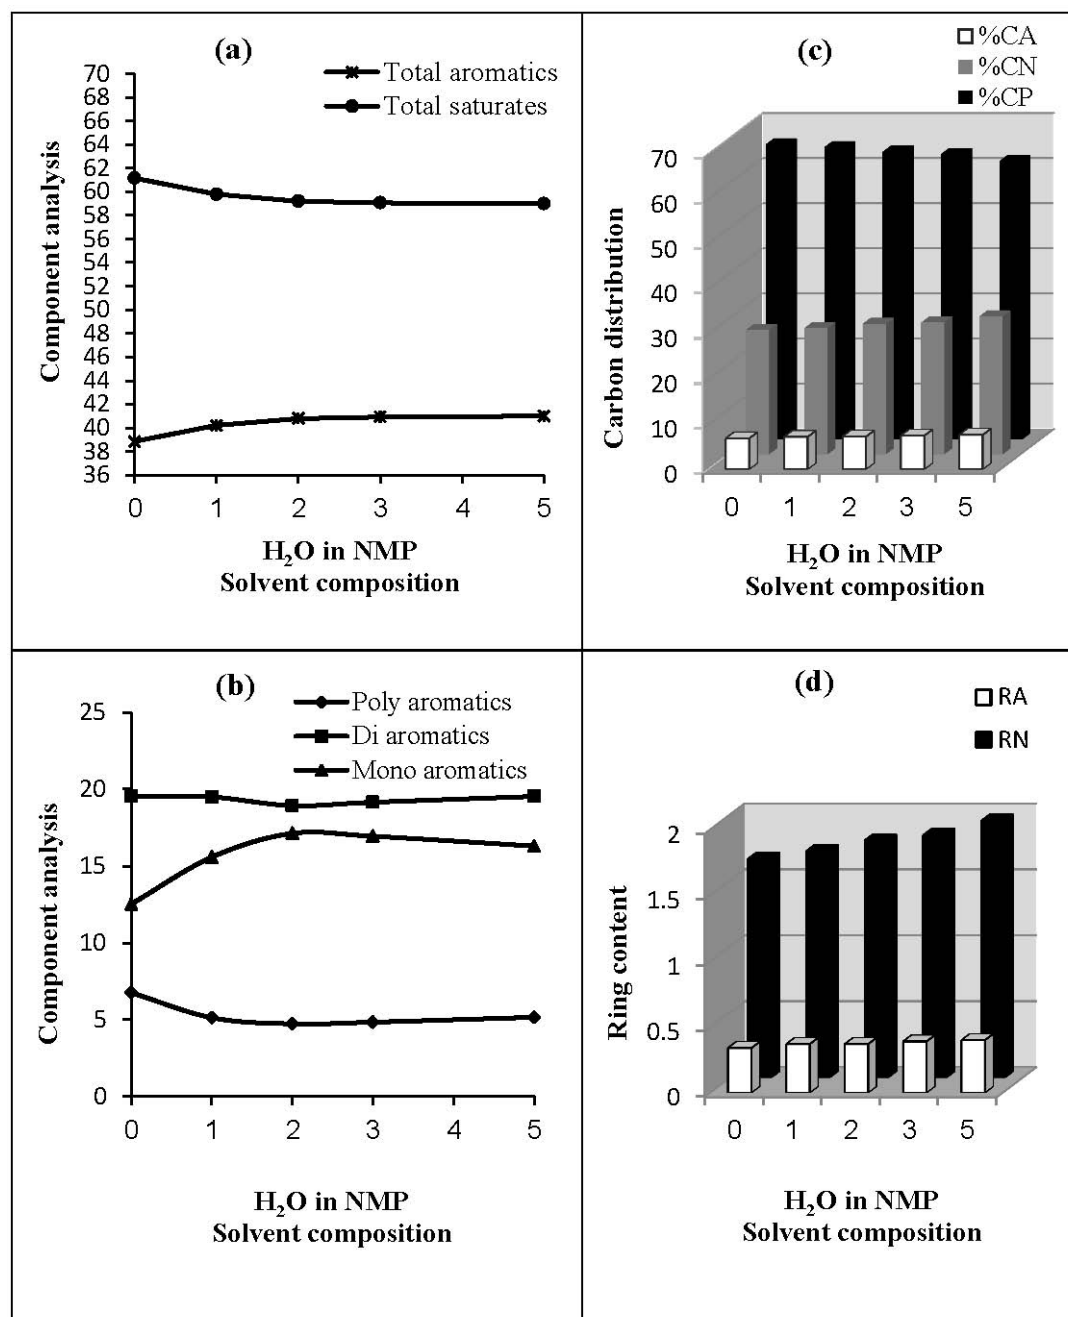 (a)
Total aromatics
Total saturates
Component analysis
70
68
66
64
62
60
58
56
54
52
50
48
46
44
42
40
38
36
0 1 2 3 4 5
H₂O in NMP
Solvent composition
(c)
%CA
%CN
%CP
Carbon distribution
70
60
50
40
30
20
10
0
0 1 2 3 5
H₂O in NMP
Solvent composition
(b)
Poly aromatics
Di aromatics
Mono aromatics
Component analysis
25
20
15
10
5
0
0 1 2 3 4 5
H₂O in NMP
Solvent composition
(d)
RA
RN
Ring content
2
1.5
1
0.5
0
0 1 2 3 5
H₂O in NMP
Solvent composition